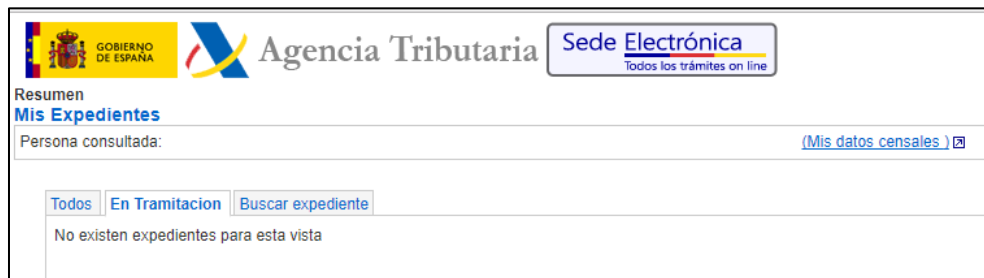 GOBIERNO
DE ESPAÑA
Agencia Tributaria
Sede Electrónica
Todos los trámites on line
Resumen
Mis Expedientes
Persona consultada:
(Mis datos censales )
Todos
En Tramitacion
Buscar expediente
No existen expedientes para esta vista